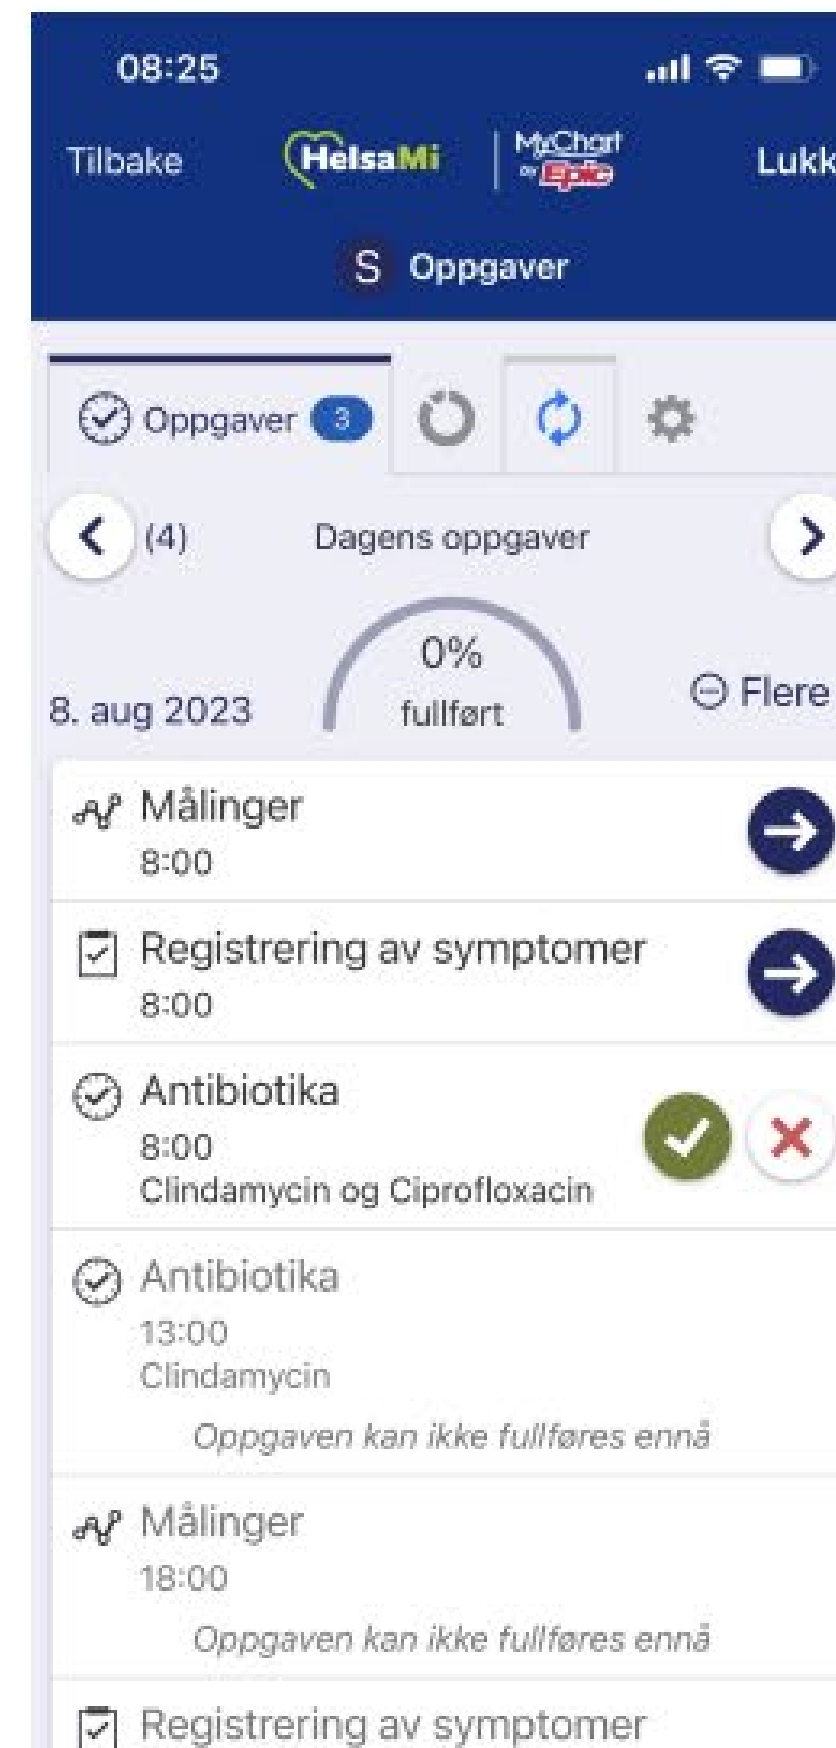 08:25
Tilbake
HelsaMi
MyChart
by Epic
Lukk
S Oppgaver
Oppgaver 3
(4) Dagens oppgaver
0%
fullført
8. aug 2023
Flere
Målinger
8:00
Registrering av symptomer
8:00
Antibiotika
8:00
Clindamycin og Ciprofloxacin
Antibiotika
13:00
Clindamycin
Oppgaven kan ikke fullføres ennå
Målinger
18:00
Oppgaven kan ikke fullføres ennå
Registrering av symptomer